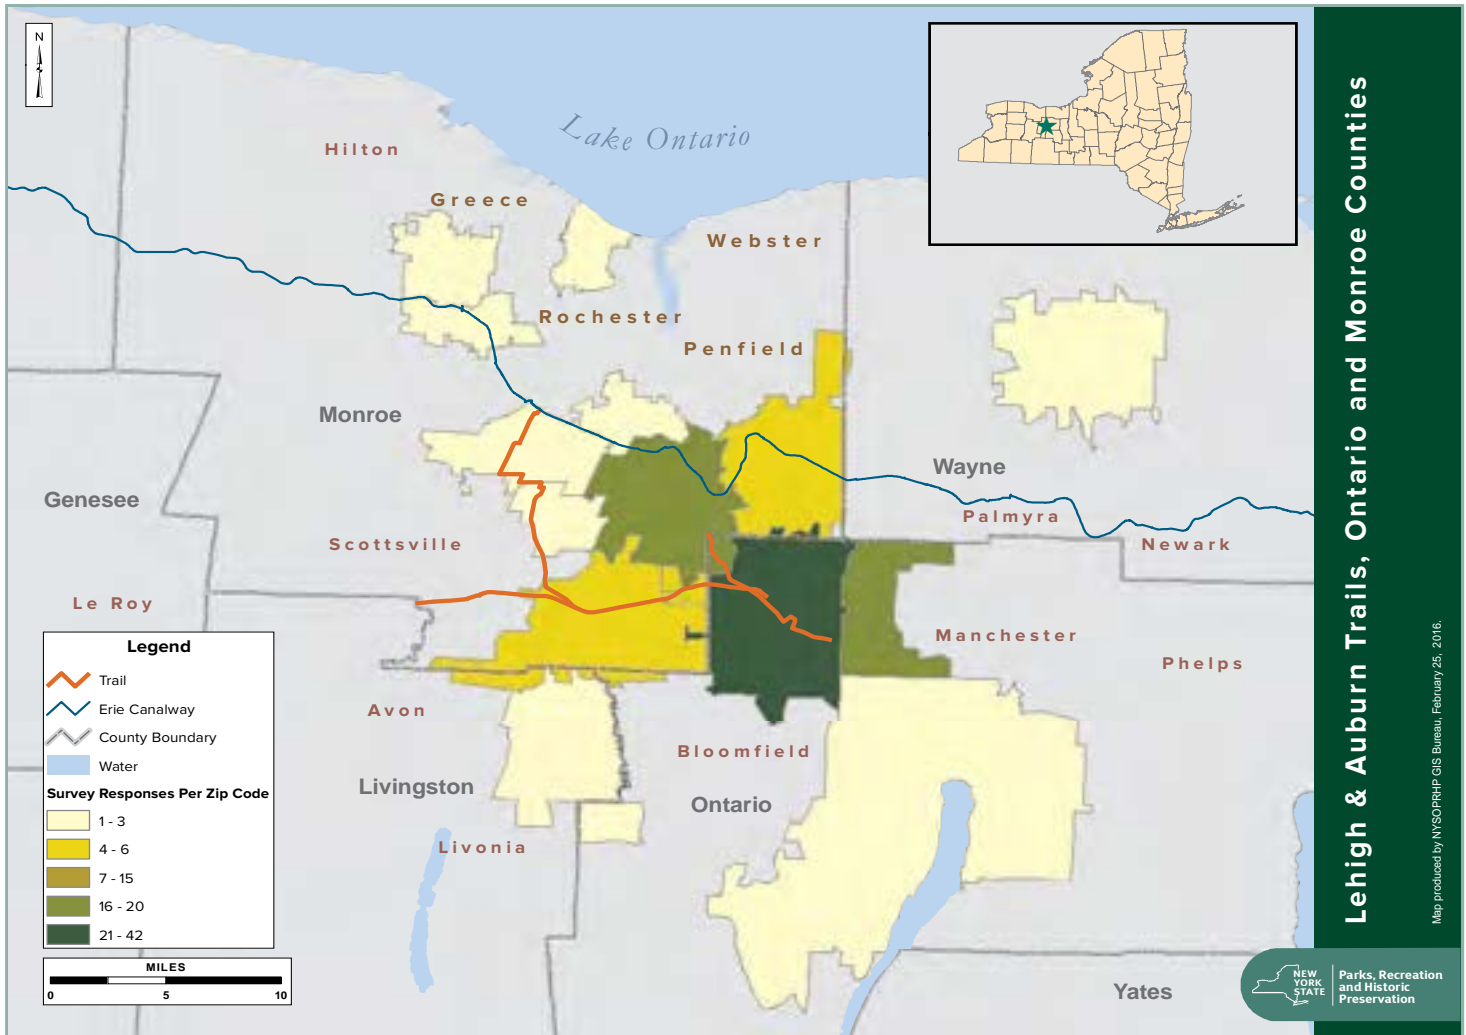 N
Lake Ontario
Hilton
Greece
Webster
Rochester
Penfield
Monroe
Wayne
Genesee
Palmyra
Scottsville
Newark
Le Roy
Manchester
Phelps
Avon
Bloomfield
Livingston
Ontario
Livonia
Yates
Legend
Trail
Erie Canalway
County Boundary
Water
Survey Responses Per Zip Code
1 - 3
4 - 6
7 - 15
16 - 20
21 - 42
MILES
0 5 10
Lehigh & Auburn Trails, Ontario and Monroe Counties
Map produced by NYSOPRHP GIS Bureau, February 25, 2016.
NEW
YORK
STATE
Parks, Recreation
and Historic
Preservation